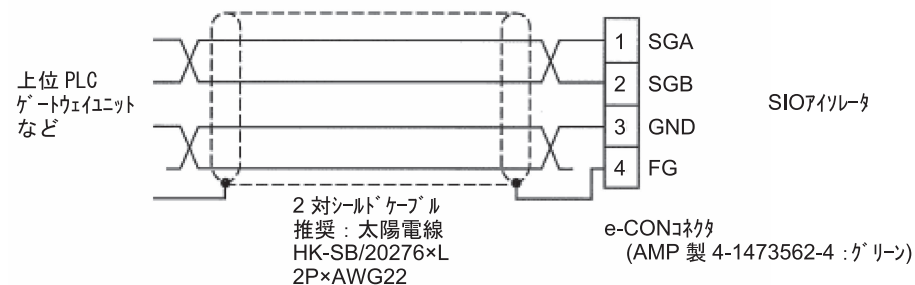 上位 PLC
ｹﾞｰﾄｳｪｲﾕﾆｯﾄ
など
1 SGA
2 SGB
3 GND
4 FG
SIOｱｲｿﾚｰﾀ
2 対ｼｰﾙﾄﾞｹｰﾌﾞﾙ
推奨：太陽電線
HK-SB/20276×L
2P×AWG22
e-CONｺﾈｸﾀ
(AMP 製 4-1473562-4 :ｸﾞﾘｰﾝ)